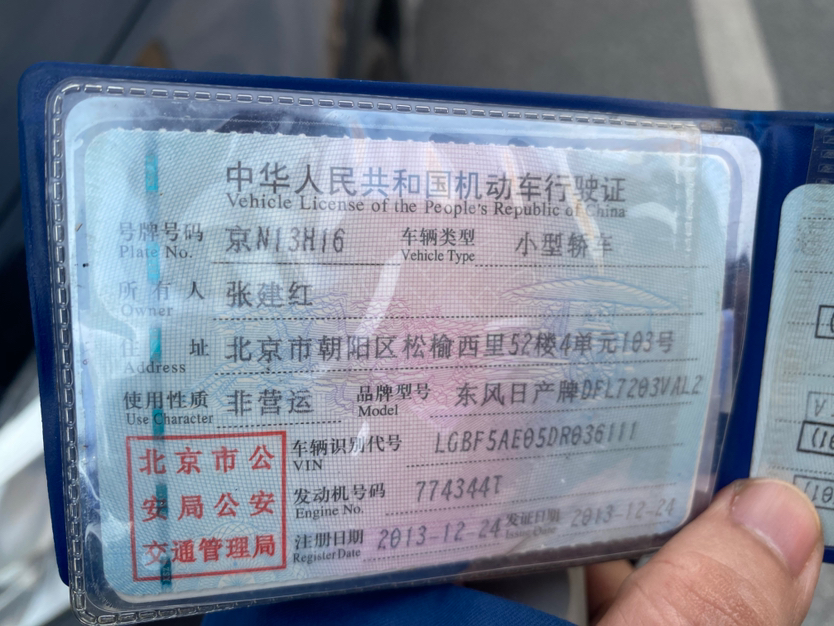 中华人民共和国机动车行驶证
Vehicle License of the People's Republic of China
号牌号码 京N13H16 车辆类型 小型轿车
Plate No. Vehicle Type
所有人 张建红
Owner
住址 北京市朝阳区松榆西里52楼4单元103号
Address
使用性质 非营运 品牌型号 东风日产牌DFL7203VAL2
Use Character Model
车辆识别代号 LGBF5AE05DR036111
VIN
发动机号码 774344T
Engine No.
注册日期 2013-12-24 发证日期 2013-12-24
Register Date Issue Date
北京市公
安局公安
交通管理局